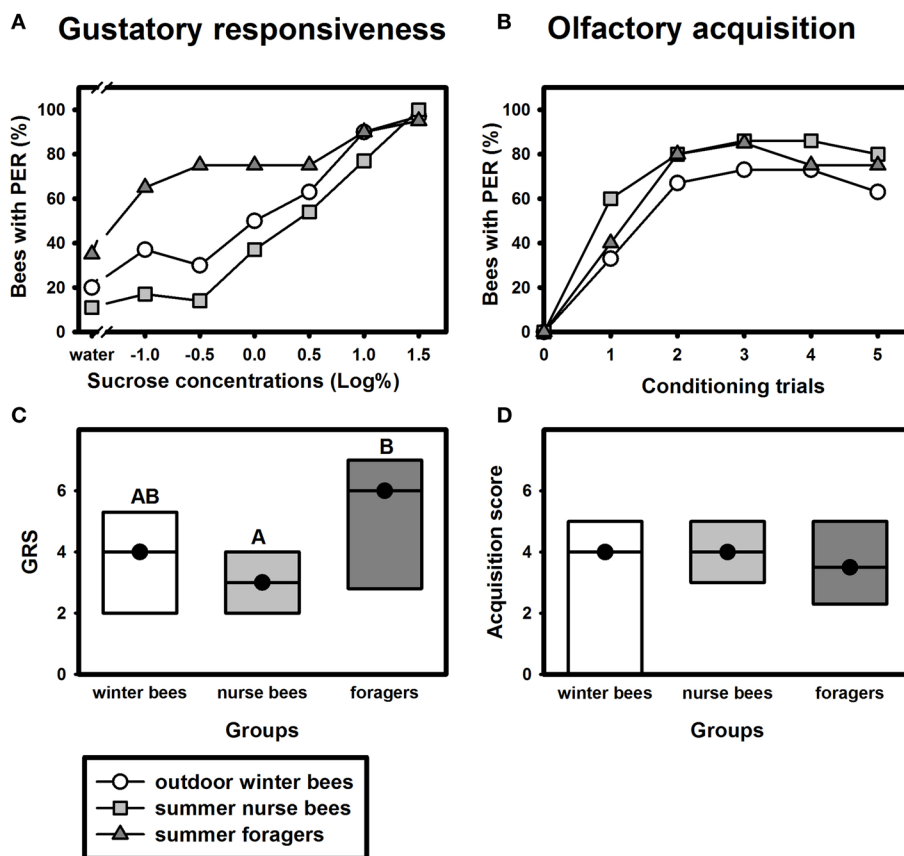 A Gustatory responsiveness
B Olfactory acquisition
Bees with PER (%)
100
80
60
40
20
0
water -1.0 -0.5 0.0 0.5 1.0 1.5
Sucrose concentrations (Log%)
Bees with PER (%)
100
80
60
40
20
0
0 1 2 3 4 5
Conditioning trials
C
GRS
6
4
2
0
AB
A
B
winter bees nurse bees foragers
Groups
D
Acquisition score
6
4
2
0
winter bees nurse bees foragers
Groups
outdoor winter bees
summer nurse bees
summer foragers